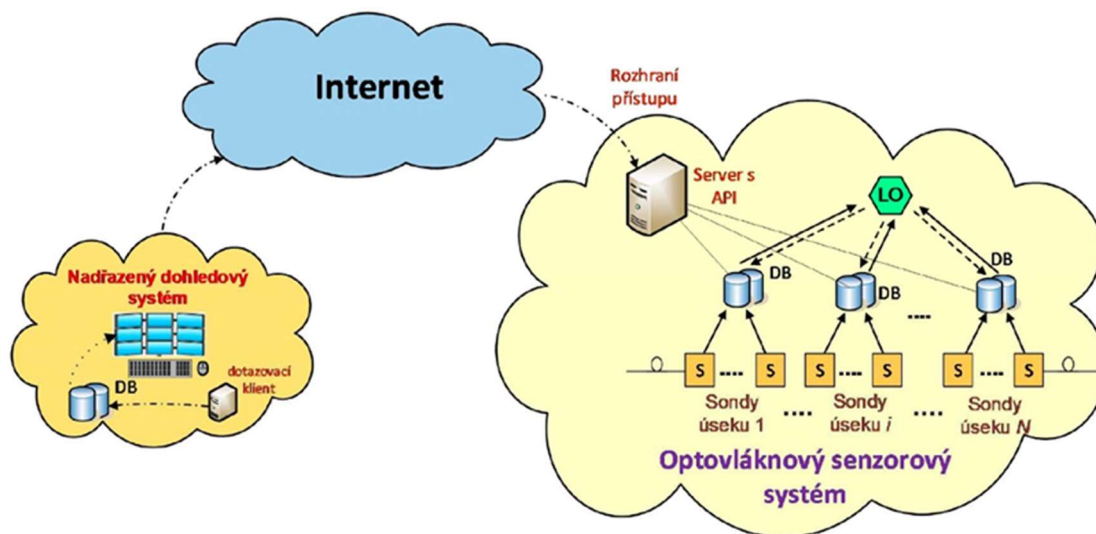 Internet
Rozhraní
přístupu
Server s
API
LO
DB
DB
DB
....
S
....
S
S
....
S
S
....
S
Sondy
úseku 1
....
Sondy
úseku i
....
Sondy
úseku N
Optovláknový senzorový
systém
Nadřazený dohledový
systém
DB
dotazovací
klient